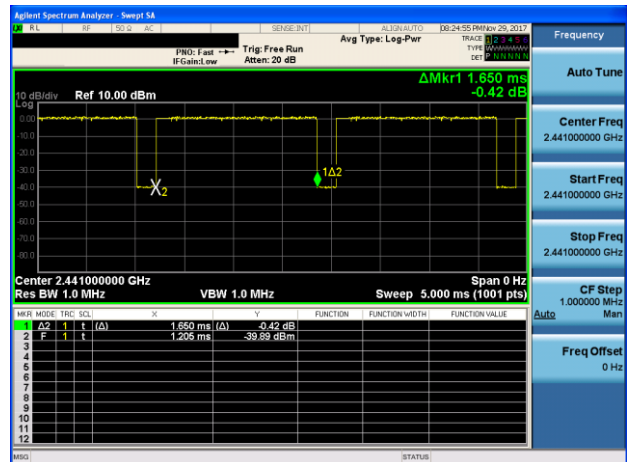 Agilent Spectrum Analyzer - Swept SA
RL RF 50 Ω AC SENSE:INT ALIGNAUTO 08:24:55 PMNov 29, 2017
Frequency
PNO: Fast Trig: Free Run Avg Type: Log-Pwr TRACE 1 2 3 4 5 6
IFGain:Low Atten: 20 dB TYPE
DET P N N N N N
Auto Tune
ΔMkr1 1.650 ms
-0.42 dB
10 dB/div Ref 10.00 dBm
Log
0.00
-10.0
-20.0
-30.0
-40.0
-50.0
-60.0
-70.0
-80.0
1Δ2
2
Center Freq
2.441000000 GHz
Start Freq
2.441000000 GHz
Stop Freq
2.441000000 GHz
Center 2.441000000 GHz Span 0 Hz
Res BW 1.0 MHz VBW 1.0 MHz Sweep 5.000 ms (1001 pts)
CF Step
1.000000 MHz
Auto Man
MKR MODE TRC SCL X Y FUNCTION FUNCTION WIDTH FUNCTION VALUE
1 Δ2 1 t (Δ) 1.650 ms (Δ) -0.42 dB
2 F 1 t 1.205 ms -39.89 dBm
3
4
5
6
7
8
9
10
11
12
Freq Offset
0 Hz
MSG STATUS